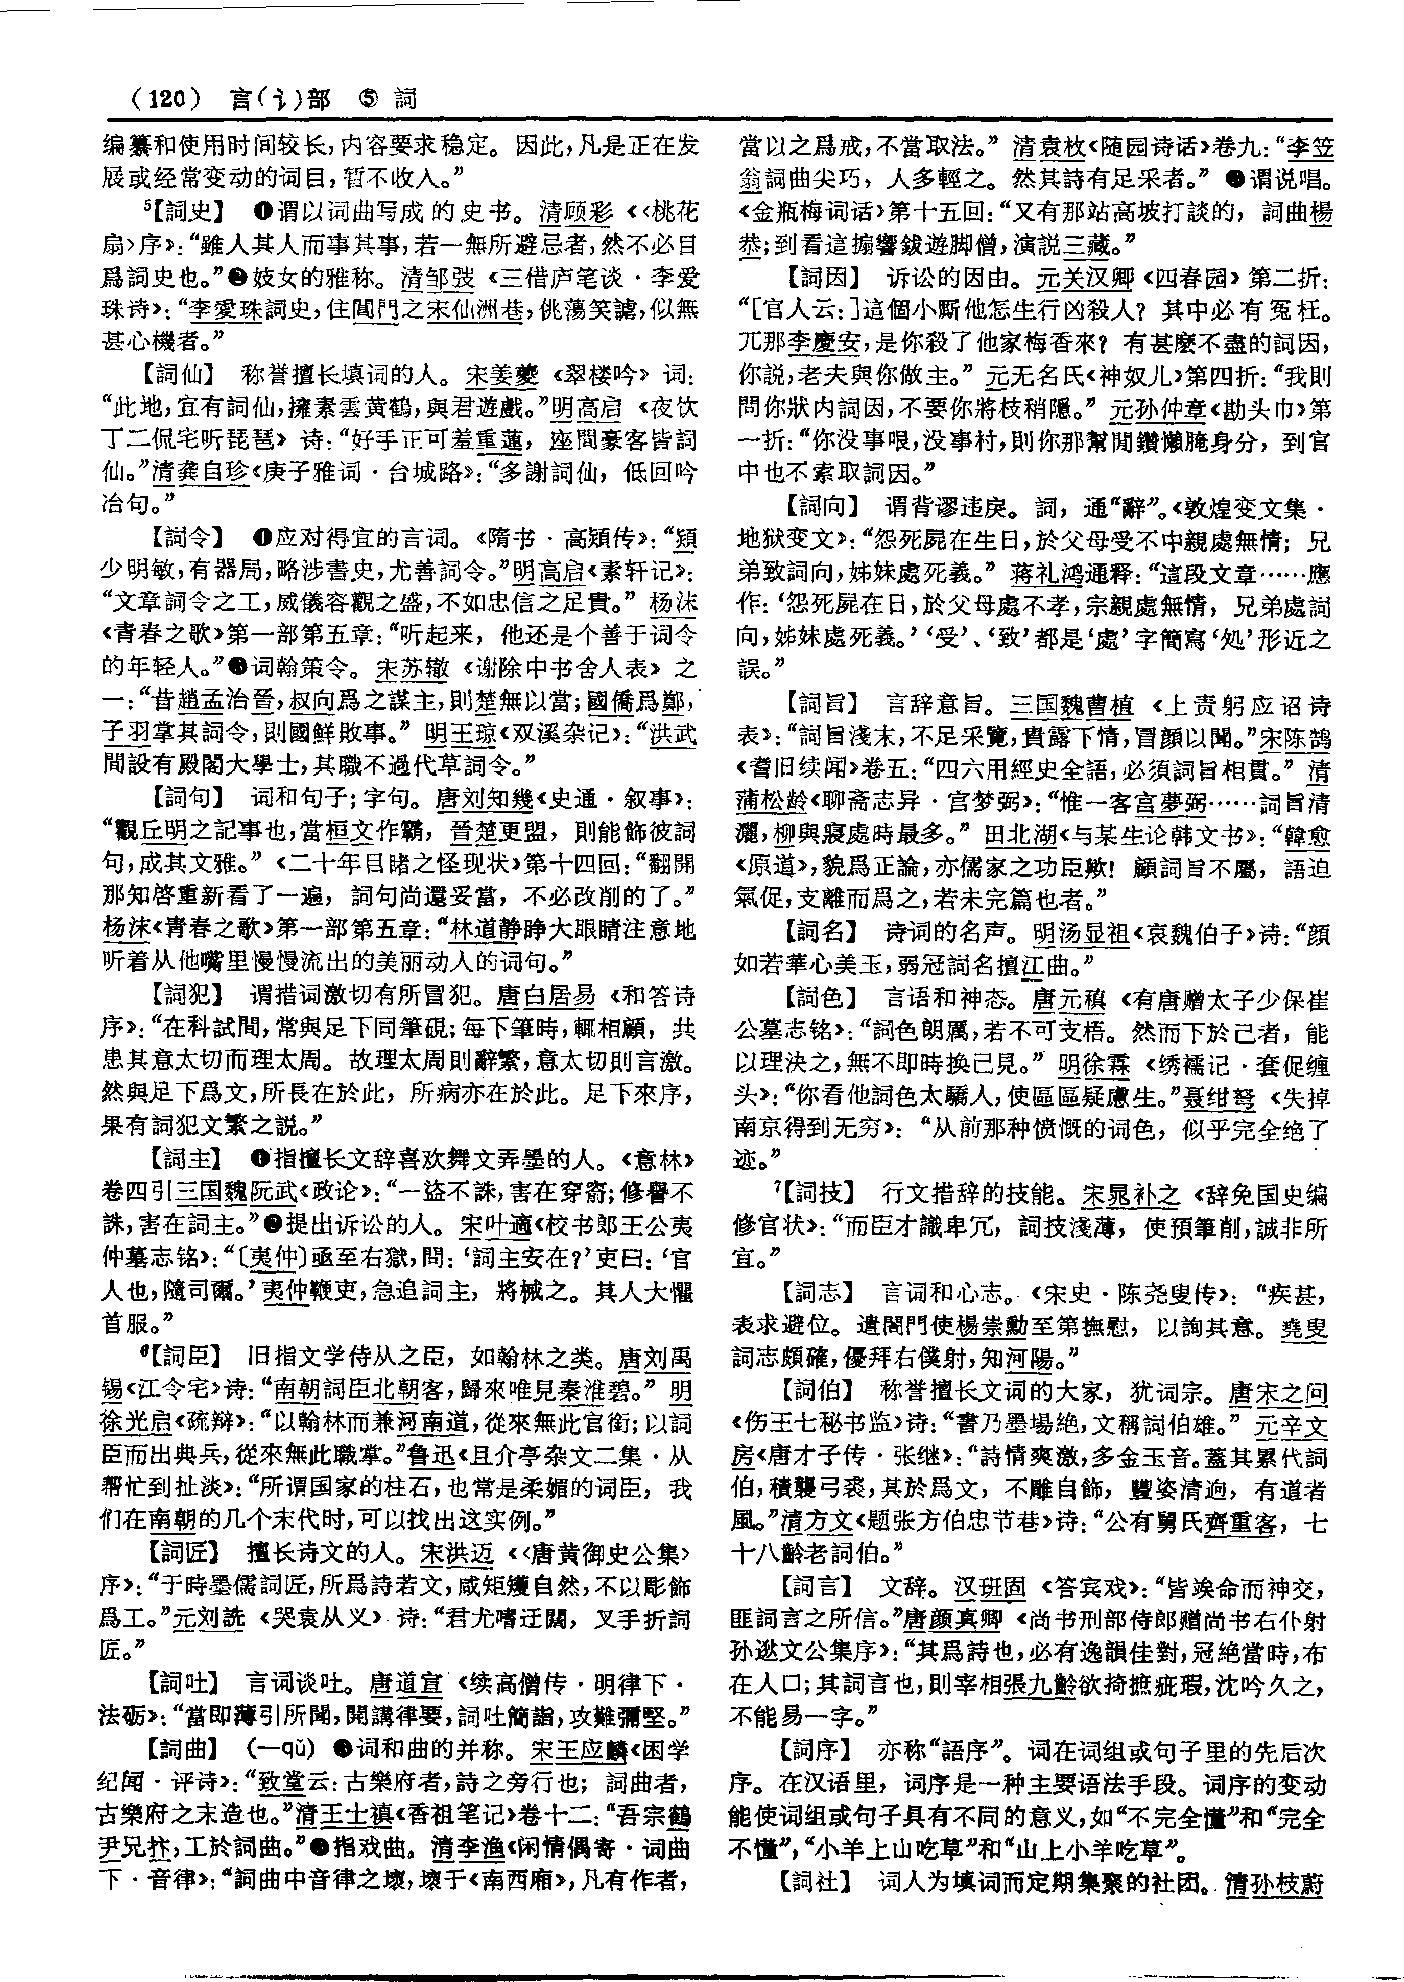 （120） 言(讠)部 ⑤ 詞
编纂和使用时间较长，内容要求稳定。因此，凡是正在发
展或经常变动的词目，暂不收入。”
5【詞史】 ❶谓以词曲写成的史书。清顾彩《〈桃花
扇〉序》：“雖人其人而事其事，若一無所避忌者，然不必目
爲詞史也。”❷妓女的雅称。清邹弢《三借庐笔谈·李爱
珠诗》：“李愛珠詞史，住閶門之宋仙洲巷，佻蕩笑謔，似無
甚心機者。”
【詞仙】 称誉擅长填词的人。宋姜夔《翠楼吟》词：
“此地，宜有詞仙，擁素雲黄鶴，與君遊戲。”明高启《夜饮
丁二侃宅听琵琶》诗：“好手正可羞重蓮，座間豪客皆詞
仙。”清龚自珍《庚子雅词·台城路》：“多謝詞仙，低回吟
冶句。”
【詞令】 ❶应对得宜的言词。《隋书·高熲传》：“熲
少明敏，有器局，略涉書史，尤善詞令。”明高启《素轩记》：
“文章詞令之工，威儀容觀之盛，不如忠信之足貴。”杨沫
《青春之歌》第一部第五章：“听起来，他还是个善于词令
的年轻人。”❷词翰策令。宋苏辙《谢除中书舍人表》之
一：“昔趙孟治晉，叔向爲之謀主，則楚無以當；國僑爲鄭，
子羽掌其詞令，則國鮮敗事。”明王琼《双溪杂记》：“洪武
間設有殿閣大學士，其職不過代草詞令。”
【詞句】 词和句子；字句。唐刘知幾《史通·叙事》：
“觀丘明之記事也，當桓文作霸，晉楚更盟，則能飾彼詞
句，成其文雅。”《二十年目睹之怪现状》第十四回：“翻開
那知啓重新看了一遍，詞句尚還妥當，不必改削的了。”
杨沫《青春之歌》第一部第五章：“林道静睁大眼睛注意地
听着从他嘴里慢慢流出的美丽动人的词句。”
【詞犯】 谓措词激切有所冒犯。唐白居易《和答诗
序》：“在科試間，常與足下同筆硯；每下筆時，輒相顧，共
患其意太切而理太周。故理太周則辭繁，意太切則言激。
然與足下爲文，所長在於此，所病亦在於此。足下來序，
果有詞犯文繁之説。”
【詞主】 ❶指擅长文辞喜欢舞文弄墨的人。《意林》
卷四引三国魏阮武《政论》：“一盜不誅，害在穿窬；修譽不
誅，害在詞主。”❷提出诉讼的人。宋叶適《校书郎王公夷
仲墓志铭》：“〔夷仲〕亟至右獄，問：‘詞主安在？’吏曰：‘官
人也，隨司爾。’夷仲鞭吏，急追詞主，將械之。其人大懼
首服。”
6【詞臣】 旧指文学侍从之臣，如翰林之类。唐刘禹
锡《江令宅》诗：“南朝詞臣北朝客，歸來唯見秦淮碧。”明
徐光启《疏辩》：“以翰林而兼河南道，從來無此官銜；以詞
臣而出典兵，從來無此職掌。”鲁迅《且介亭杂文二集·从
帮忙到扯淡》：“所谓国家的柱石，也常是柔媚的词臣，我
们在南朝的几个末代时，可以找出这实例。”
【詞匠】 擅长诗文的人。宋洪迈《〈唐黄御史公集〉
序》：“于時墨儒詞匠，所爲詩若文，咸矩矱自然，不以彫飾
爲工。”元刘诜《哭袁从义》诗：“君尤嗜迂闊，叉手折詞
匠。”
【詞吐】 言词谈吐。唐道宣《续高僧传·明律下·
法砺》：“當即薄引所聞，開講律要，詞吐簡詣，攻難彌堅。”
【詞曲】 （—qǔ） ❶词和曲的并称。宋王应麟《困学
纪闻·评诗》：“致堂云：古樂府者，詩之旁行也；詞曲者，
古樂府之末造也。”清王士禛《香祖笔记》卷十二：“吾宗鶴
尹兄抃，工於詞曲。”❷指戏曲。清李渔《闲情偶寄·词曲
下·音律》：“詞曲中音律之壞，壞于《南西廂》，凡有作者，
當以之爲戒，不當取法。”清袁枚《随园诗话》卷九：“李笠
翁詞曲尖巧，人多輕之。然其詩有足采者。”❸谓说唱。
《金瓶梅词话》第十五回：“又有那站高坡打談的，詞曲楊
恭；到看這搧響鈸遊脚僧，演説三藏。”
【詞因】 诉讼的因由。元关汉卿《四春园》第二折：
“［官人云：］這個小厮他怎生行凶殺人？其中必有冤枉。
兀那李慶安，是你殺了他家梅香來？有甚麽不盡的詞因，
你説，老夫與你做主。”元无名氏《神奴儿》第四折：“我則
問你狀内詞因，不要你將枝稍隱。”元孙仲章《勘头巾》第
一折：“你没事哏，没事村，則你那幫閒鑽懶腌身分，到官
中也不索取詞因。”
【詞向】 谓背谬违戾。詞，通“辭”。《敦煌变文集·
地狱变文》：“怨死屍在生日，於父母受不中親處無情；兄
弟致詞向，姊妹處死義。”蒋礼鸿通释：“這段文章……應
作：‘怨死屍在日，於父母處不孝，宗親處無情，兄弟處詞
向，姊妹處死義。’‘受’、‘致’都是‘處’字簡寫‘処’形近之
誤。”
【詞旨】 言辞意旨。三国魏曹植《上责躬应诏诗
表》：“詞旨淺末，不足采覽，貴露下情，冒顔以聞。”宋陈鹄
《耆旧续闻》卷五：“四六用經史全語，必須詞旨相貫。”清
蒲松龄《聊斋志异·宫梦弼》：“惟一客宫夢弼……詞旨清
灑，柳與寢處時最多。”田北湖《与某生论韩文书》：“韓愈
《原道》，貌爲正論，亦儒家之功臣歟！顧詞旨不屬，語迫
氣促，支離而爲之，若未完篇也者。”
【詞名】 诗词的名声。明汤显祖《哀魏伯子》诗：“顔
如若華心美玉，弱冠詞名擅江曲。”
【詞色】 言语和神态。唐元稹《有唐赠太子少保崔
公墓志铭》：“詞色朗厲，若不可支梧。然而下於己者，能
以理決之，無不即時换己見。”明徐霖《绣襦记·套促缠
头》：“你看他詞色太驕人，使區區疑慮生。”聂绀弩《失掉
南京得到无穷》：“从前那种愤慨的词色，似乎完全绝了
迹。”
7【詞技】 行文措辞的技能。宋晁补之《辞免国史编
修官状》：“而臣才識卑冗，詞技淺薄，使預筆削，誠非所
宜。”
【詞志】 言词和心志。《宋史·陈尧叟传》：“疾甚，
表求避位。遣閤門使楊崇勳至第撫慰，以詢其意。堯叟
詞志頗確，優拜右僕射，知河陽。”
【詞伯】 称誉擅长文词的大家，犹词宗。唐宋之问
《伤王七秘书监》诗：“書乃墨場絶，文稱詞伯雄。”元辛文
房《唐才子传·张继》：“詩情爽激，多金玉音。蓋其累代詞
伯，積襲弓裘，其於爲文，不雕自飾，豐姿清迥，有道者
風。”清方文《题张方伯忠节巷》诗：“公有舅氏齊重客，七
十八齡老詞伯。”
【詞言】 文辞。汉班固《答宾戏》：“皆竢命而神交，
匪詞言之所信。”唐颜真卿《尚书刑部侍郎赠尚书右仆射
孙逖文公集序》：“其爲詩也，必有逸韻佳對，冠絶當時，布
在人口；其詞言也，則宰相張九齡欲掎摭疵瑕，沈吟久之，
不能易一字。”
【詞序】 亦称“語序”。词在词组或句子里的先后次
序。在汉语里，词序是一种主要语法手段。词序的变动
能使词组或句子具有不同的意义，如“不完全懂”和“完全
不懂”，“小羊上山吃草”和“山上小羊吃草”。
【詞社】 词人为填词而定期集聚的社团。清孙枝蔚